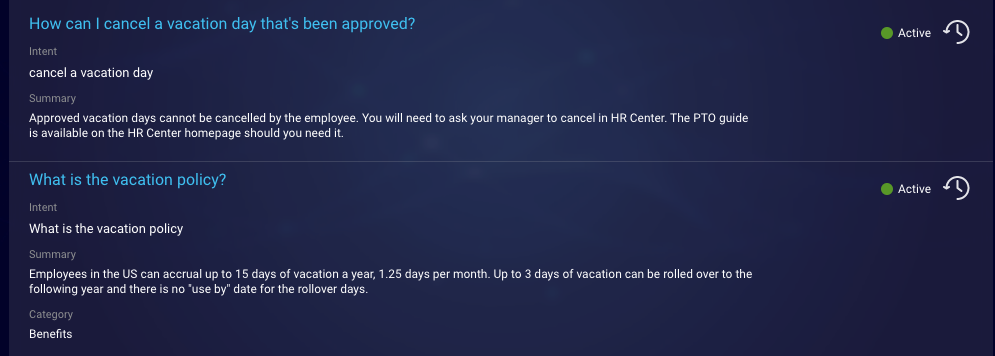 How can I cancel a vacation day that's been approved?
Active
Intent
cancel a vacation day
Summary
Approved vacation days cannot be cancelled by the employee. You will need to ask your manager to cancel in HR Center. The PTO guide
is available on the HR Center homepage should you need it.
What is the vacation policy?
Active
Intent
What is the vacation policy
Summary
Employees in the US can accrual up to 15 days of vacation a year, 1.25 days per month. Up to 3 days of vacation can be rolled over to the
following year and there is no "use by" date for the rollover days.
Category
Benefits